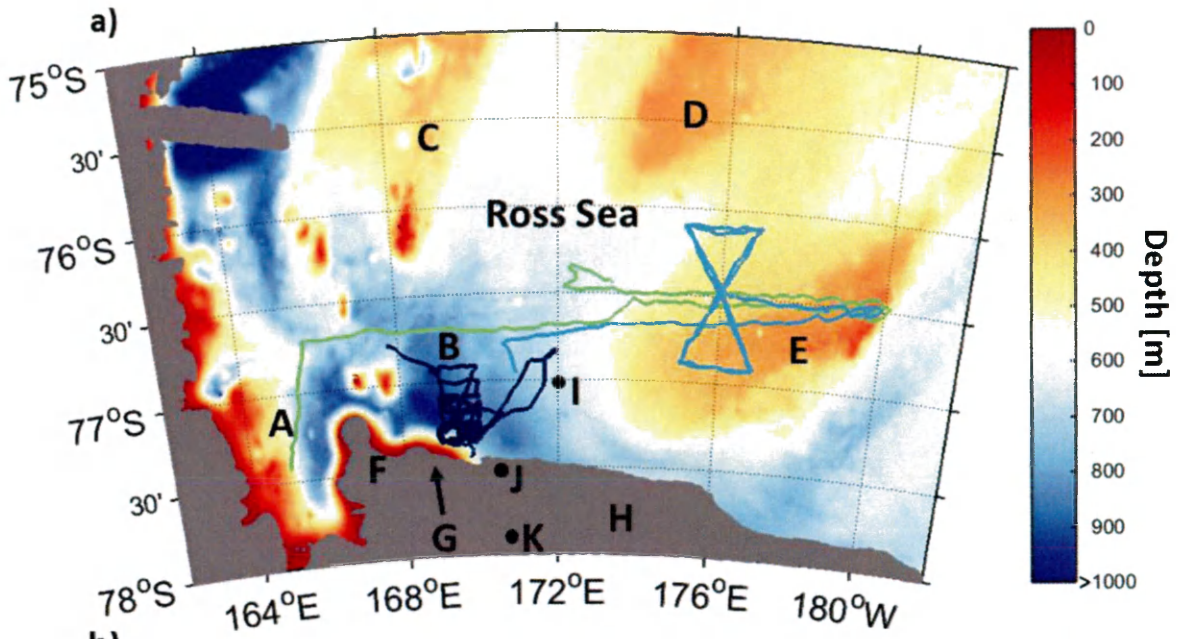 a)
75°S
30'
76°S
30'
77°S
30'
78°S
164°E
168°E
172°E
176°E
180°W
C
D
Ross Sea
B
E
A
I
F
J
G
K
H
0
100
200
300
400
500
600
700
800
900
>1000
Depth [m]